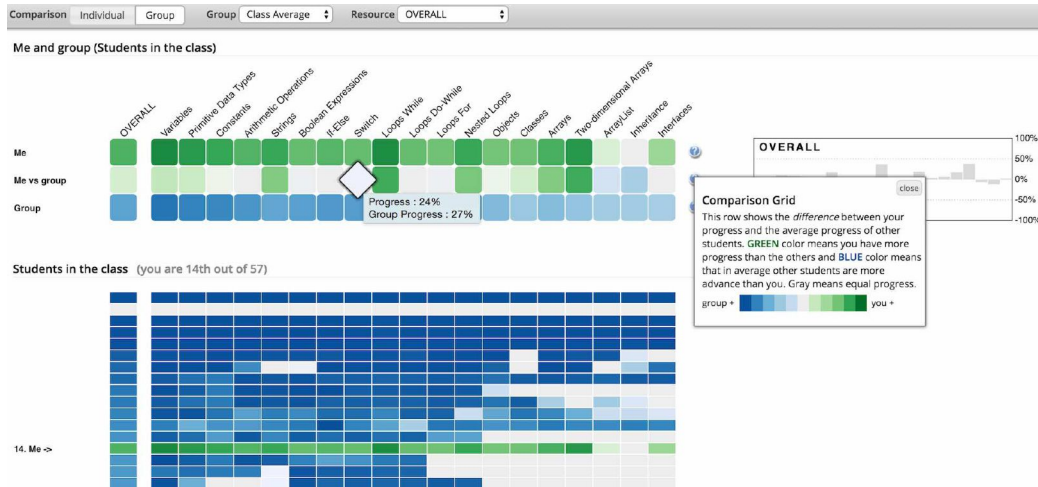 Comparison Individual Group Group Class Average Resource OVERALL
Me and group (Students in the class)
OVERALL
Variables
Primitive Data Types
Constants
Arithmetic Operations
Strings
Boolean Expressions
If-Else
Switch
Loops While
Loops Do-While
Loops For
Nested Loops
Objects
Classes
Arrays
Two-dimensional Arrays
ArrayList
Inheritance
Interfaces
Me
Me vs group
Group
Progress : 24%
Group Progress : 27%
OVERALL
100%
50%
0%
-50%
-100%
close
Comparison Grid
This row shows the difference between your
progress and the average progress of other
students. GREEN color means you have more
progress than the others and BLUE color means
that in average other students are more
advance than you. Gray means equal progress.
group + you +
Students in the class (you are 14th out of 57)
14. Me ->